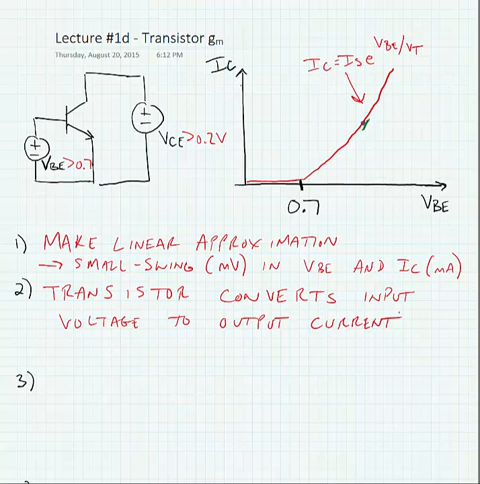 Lecture #1d - Transistor gm
Thursday, August 20, 2015 6:12 PM
IC
IC=ISe^VBE/VT
VCE>0.2V
VBE>0.7
0.7
VBE
1) MAKE LINEAR APPROXIMATION
→ SMALL-SWING (mV) IN VBE AND IC (mA)
2) TRANSISTOR CONVERTS INPUT
VOLTAGE TO OUTPUT CURRENT.
3)